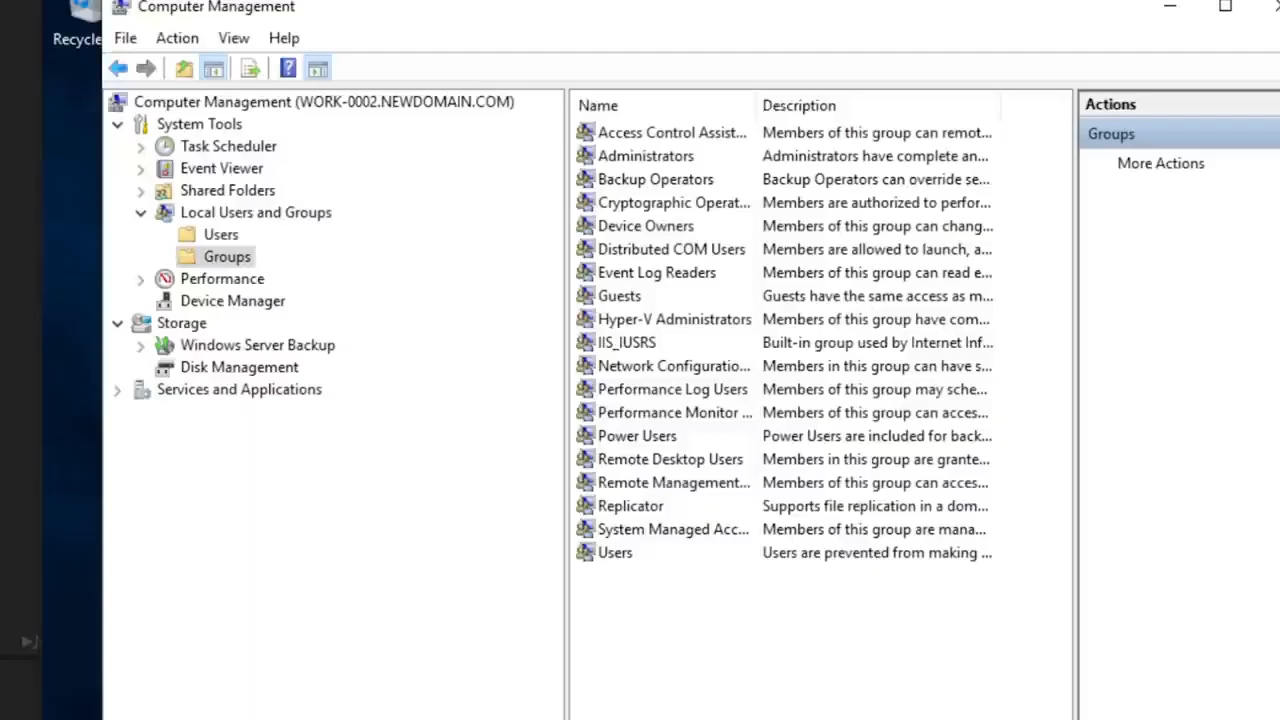 Computer Management
Recycle
File Action View Help
Computer Management (WORK-0002.NEWDOMAIN.COM)
System Tools
Task Scheduler
Event Viewer
Shared Folders
Local Users and Groups
Users
Groups
Performance
Device Manager
Storage
Windows Server Backup
Disk Management
Services and Applications
Name Description
Access Control Assist... Members of this group can remot...
Administrators Administrators have complete an...
Backup Operators Backup Operators can override se...
Cryptographic Operat... Members are authorized to perfor...
Device Owners Members of this group can chang...
Distributed COM Users Members are allowed to launch, a...
Event Log Readers Members of this group can read e...
Guests Guests have the same access as m...
Hyper-V Administrators Members of this group have com...
IIS_IUSRS Built-in group used by Internet Inf...
Network Configuratio... Members in this group can have s...
Performance Log Users Members of this group may sche...
Performance Monitor ... Members of this group can acces...
Power Users Power Users are included for back...
Remote Desktop Users Members in this group are grante...
Remote Management... Members of this group can acces...
Replicator Supports file replication in a dom...
System Managed Acc... Members of this group are mana...
Users Users are prevented from making ...
Actions
Groups
More Actions